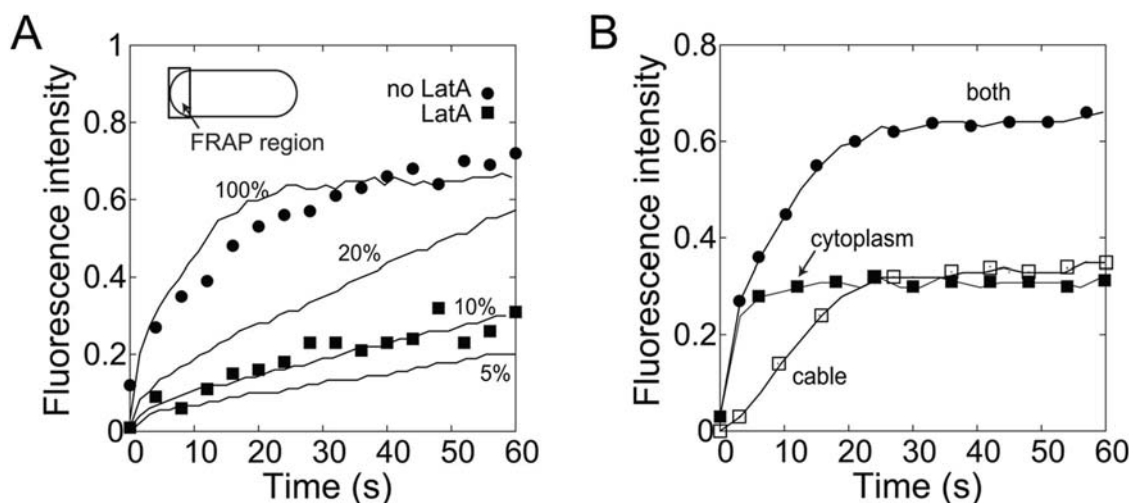 A
B
Fluorescence intensity
1
0.8
0.6
0.4
0.2
0
no LatA
LatA
FRAP region
100%
20%
10%
5%
0 10 20 30 40 50 60
Time (s)
Fluorescence intensity
0.8
0.6
0.4
0.2
0
both
cytoplasm
cable
0 10 20 30 40 50 60
Time (s)